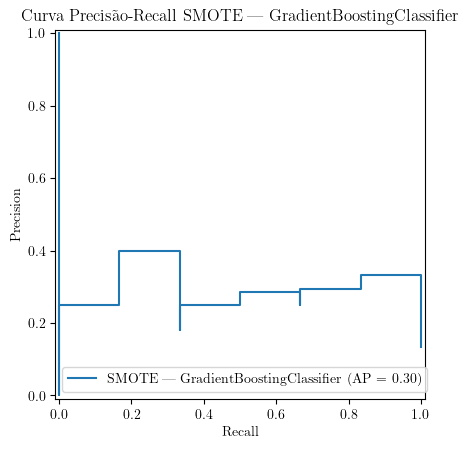 Curva Precisão-Recall SMOTE — GradientBoostingClassifier
1.0
0.8
0.6
0.4
0.2
0.0
Precision
SMOTE — GradientBoostingClassifier (AP = 0.30)
0.0 0.2 0.4 0.6 0.8 1.0
Recall